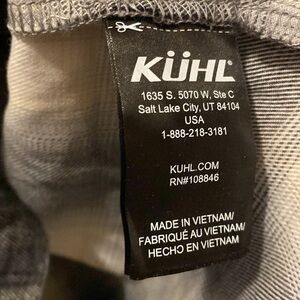 KÜHL®
1635 S. 5070 W, Ste C
Salt Lake City, UT 84104
USA
1-888-218-3181
KUHL.COM
RN#108846
MADE IN VIETNAM/
FABRIQUÉ AU VIETNAM/
HECHO EN VIETNAM